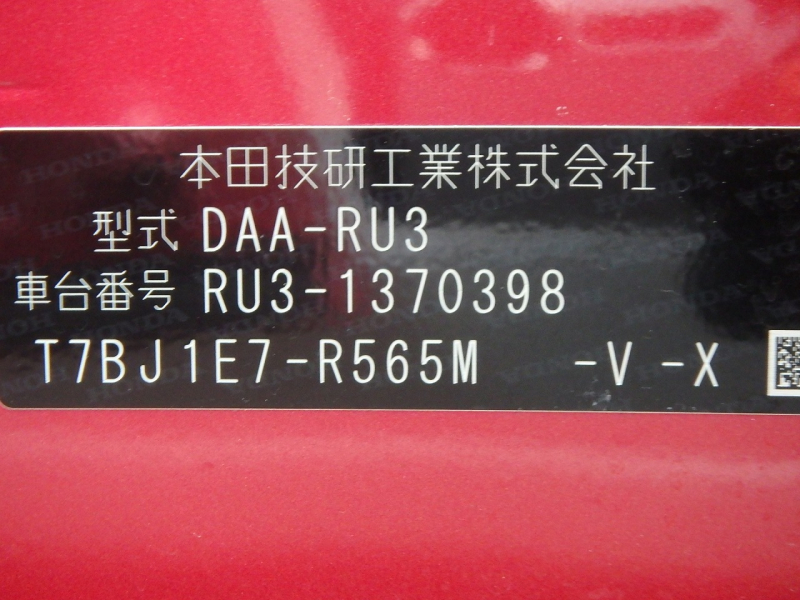 本田技研工業株式会社
型式 DAA-RU3
車台番号 RU3-1370398
T7BJ1E7-R565M -V -X